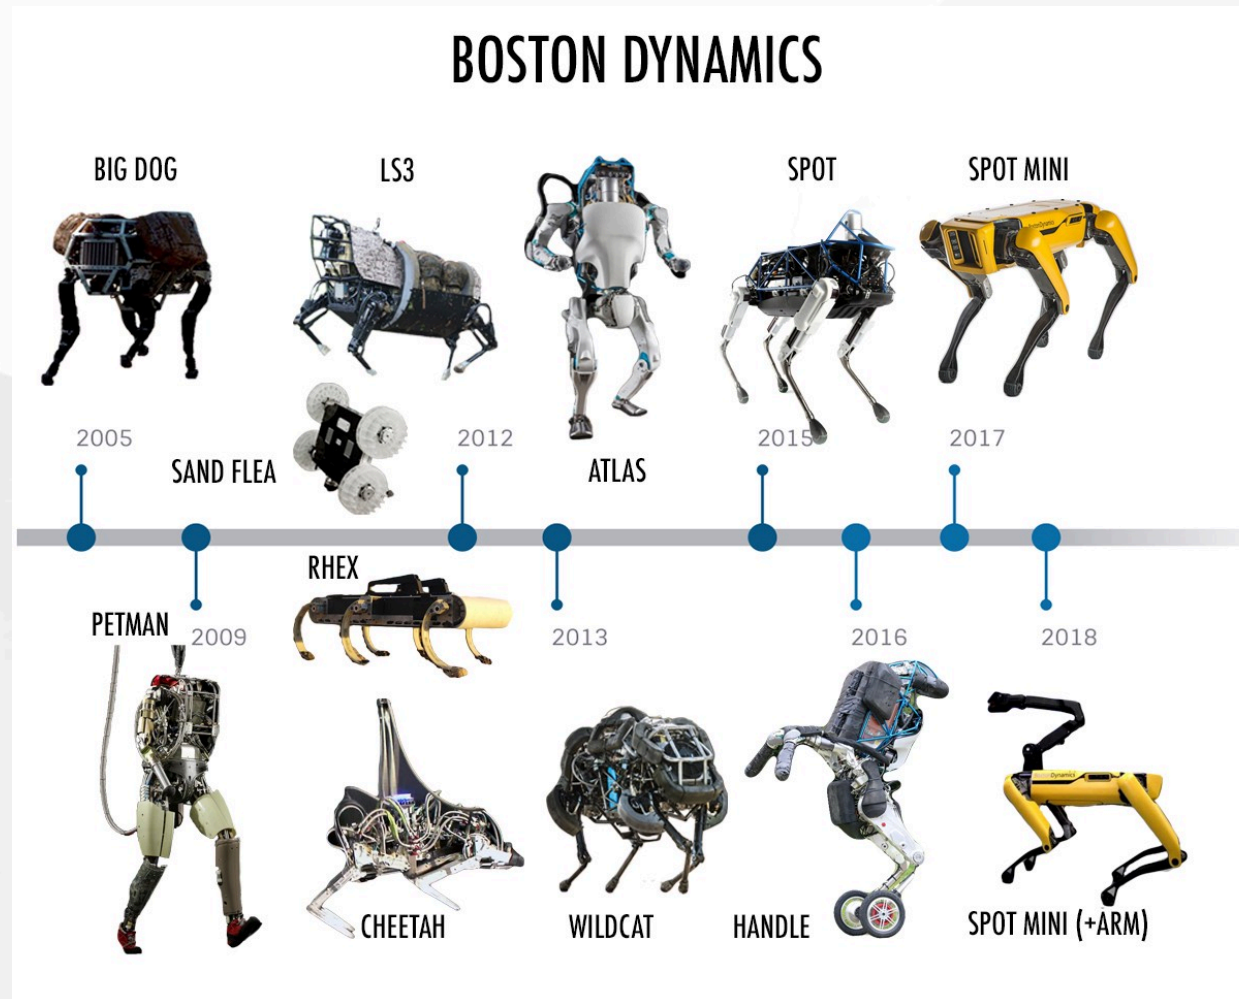 BOSTON DYNAMICS
BIG DOG
LS3
SPOT
SPOT MINI
2005
2012
2015
2017
SAND FLEA
ATLAS
RHEX
PETMAN
2009
2013
2016
2018
BostonDynamics
CHEETAH
WILDCAT
HANDLE
SPOT MINI (+ARM)